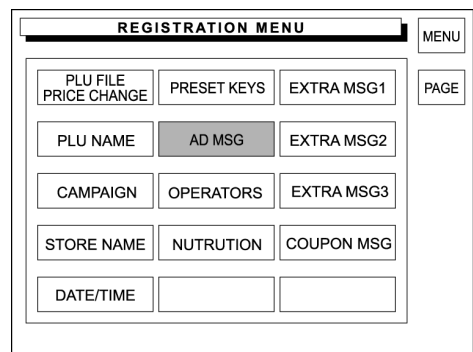 REGISTRATION MENU
MENU
PLU FILE
PRICE CHANGE
PRESET KEYS
EXTRA MSG1
PAGE
PLU NAME
AD MSG
EXTRA MSG2
CAMPAIGN
OPERATORS
EXTRA MSG3
STORE NAME
NUTRUTION
COUPON MSG
DATE/TIME